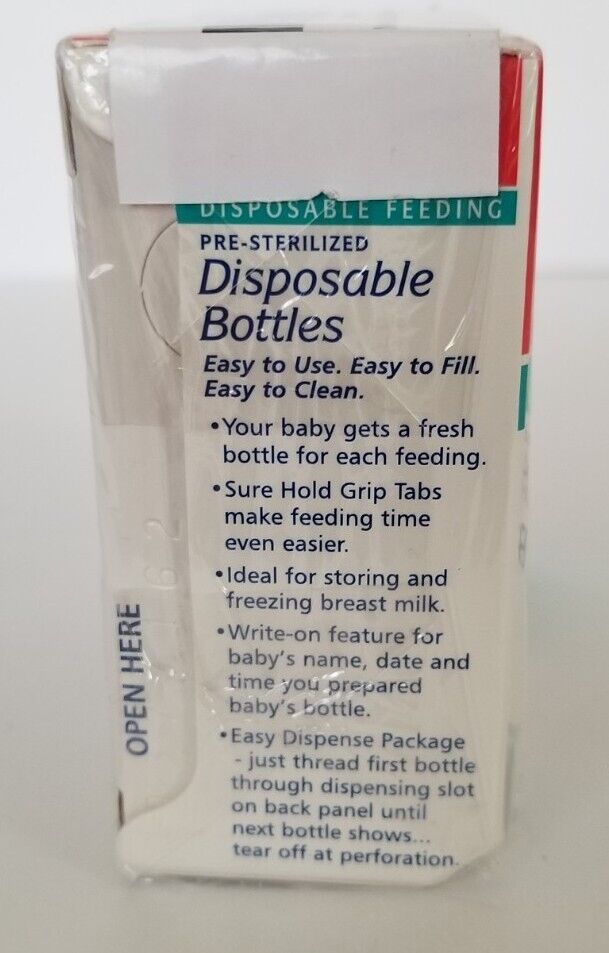 DISPOSABLE FEEDING
PRE-STERILIZED
Disposable
Bottles
Easy to Use. Easy to Fill.
Easy to Clean.
•Your baby gets a fresh
bottle for each feeding.
•Sure Hold Grip Tabs
make feeding time
even easier.
•Ideal for storing and
freezing breast milk.
•Write-on feature for
baby's name, date and
time you prepared
baby's bottle.
•Easy Dispense Package
- just thread first bottle
through dispensing slot
on back panel until
next bottle shows...
tear off at perforation.
OPEN HERE